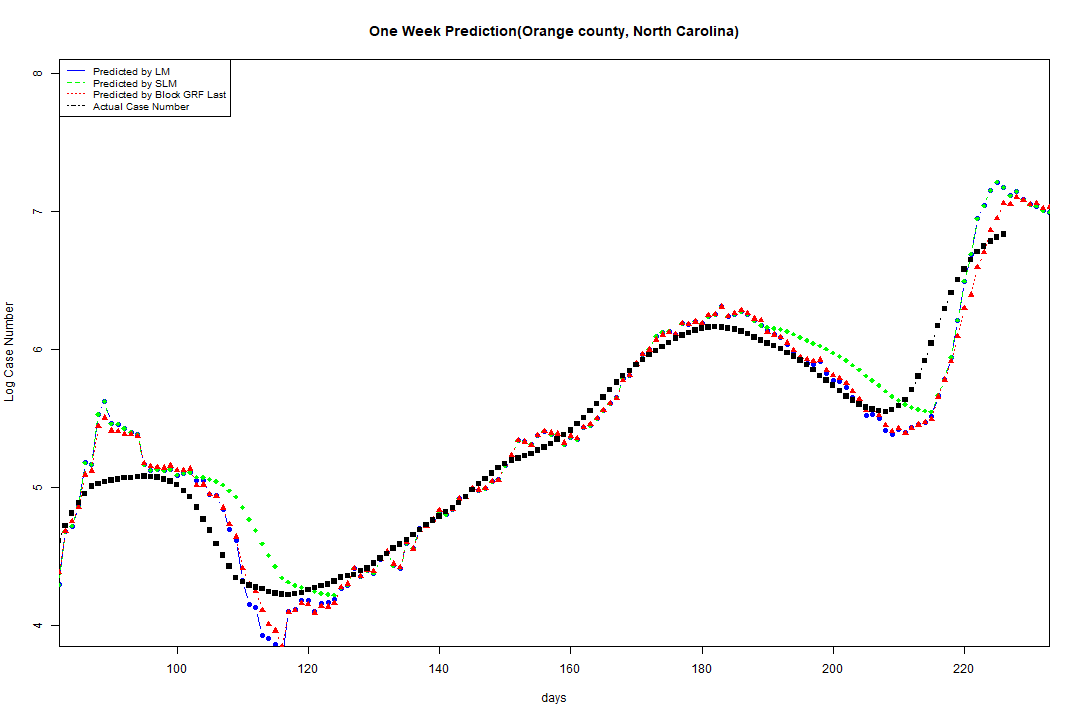 One Week Prediction(Orange county, North Carolina)
Predicted by LM
Predicted by SLM
Predicted by Block GRF Last
Actual Case Number
8
7
6
5
4
Log Case Number
100 120 140 160 180 200 220
days